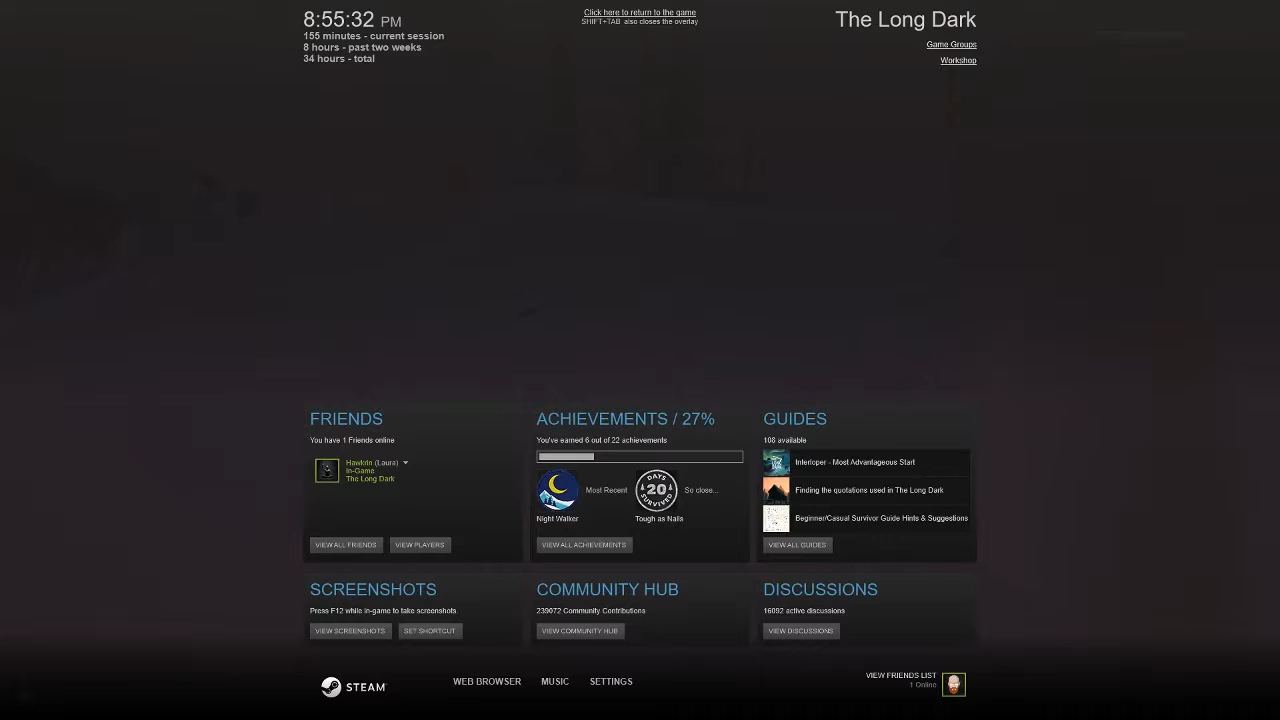 8:55:32 PM
155 minutes - current session
8 hours - past two weeks
34 hours - total
Click here to return to the game
SHIFT+TAB also closes the overlay
The Long Dark
Game Groups
Workshop
FRIENDS
You have 1 Friends online
Hawkrin (Laura)
In-Game
The Long Dark
VIEW ALL FRIENDS
VIEW PLAYERS
ACHIEVEMENTS / 27%
You've earned 6 out of 22 achievements
DAYS
20
SURVIVED
Most Recent
So close...
Night Walker
Tough as Nails
VIEW ALL ACHIEVEMENTS
GUIDES
108 available
Interloper - Most Advantageous Start
Finding the quotations used in The Long Dark
Beginner/Casual Survivor Guide Hints & Suggestions
VIEW ALL GUIDES
SCREENSHOTS
Press F12 while in-game to take screenshots
VIEW SCREENSHOTS
SET SHORTCUT
COMMUNITY HUB
239072 Community Contributions
VIEW COMMUNITY HUB
DISCUSSIONS
16092 active discussions
VIEW DISCUSSIONS
STEAM
WEB BROWSER
MUSIC
SETTINGS
VIEW FRIENDS LIST
1 Online